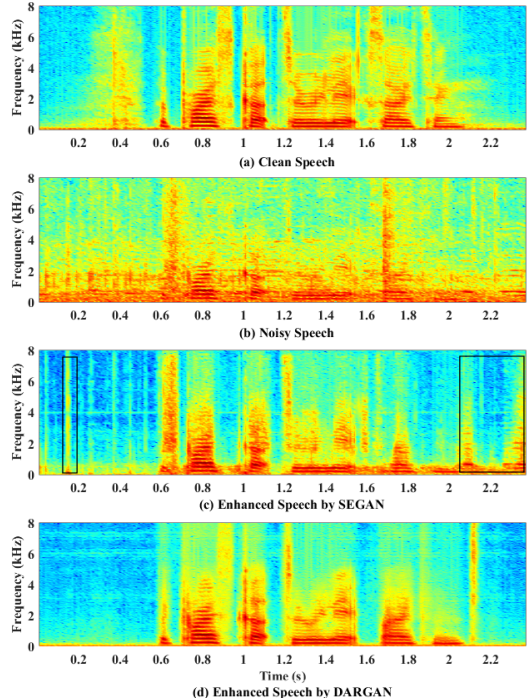 8
6
4
2
0
Frequency (kHz)
0.2 0.4 0.6 0.8 1 1.2 1.4 1.6 1.8 2 2.2
(a) Clean Speech
8
6
4
2
0
Frequency (kHz)
0.2 0.4 0.6 0.8 1 1.2 1.4 1.6 1.8 2 2.2
(b) Noisy Speech
8
6
4
2
0
Frequency (kHz)
0.2 0.4 0.6 0.8 1 1.2 1.4 1.6 1.8 2 2.2
(c) Enhanced Speech by SEGAN
8
6
4
2
0
Frequency (kHz)
0.2 0.4 0.6 0.8 1 1.2 1.4 1.6 1.8 2 2.2
Time (s)
(d) Enhanced Speech by DARGAN